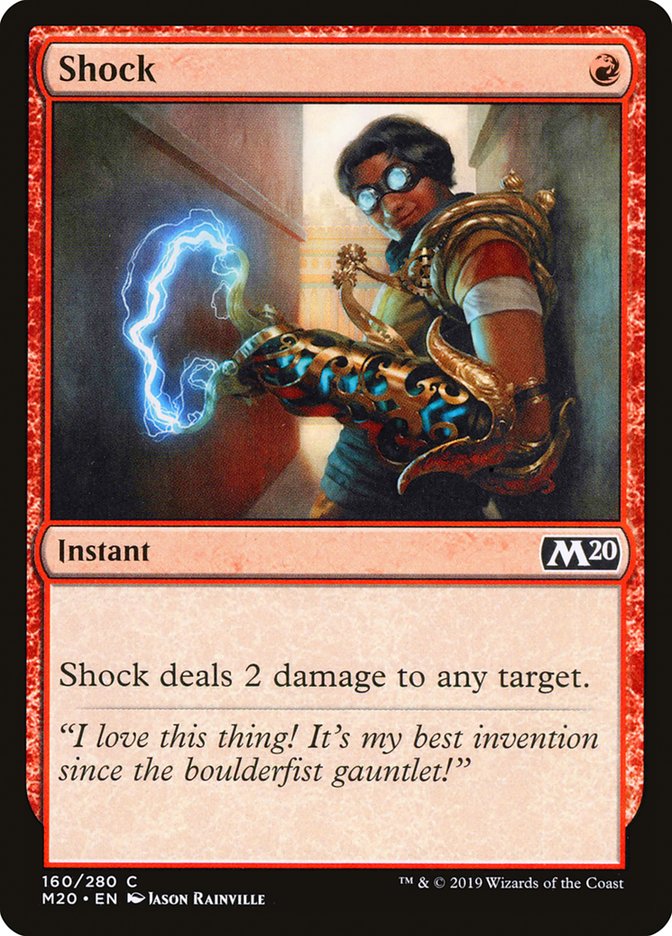 Shock
Instant
M20
Shock deals 2 damage to any target.
“I love this thing! It’s my best invention
since the boulderfist gauntlet!”
160/280 C
M20 • EN Jason Rainville
™ & © 2019 Wizards of the Coast